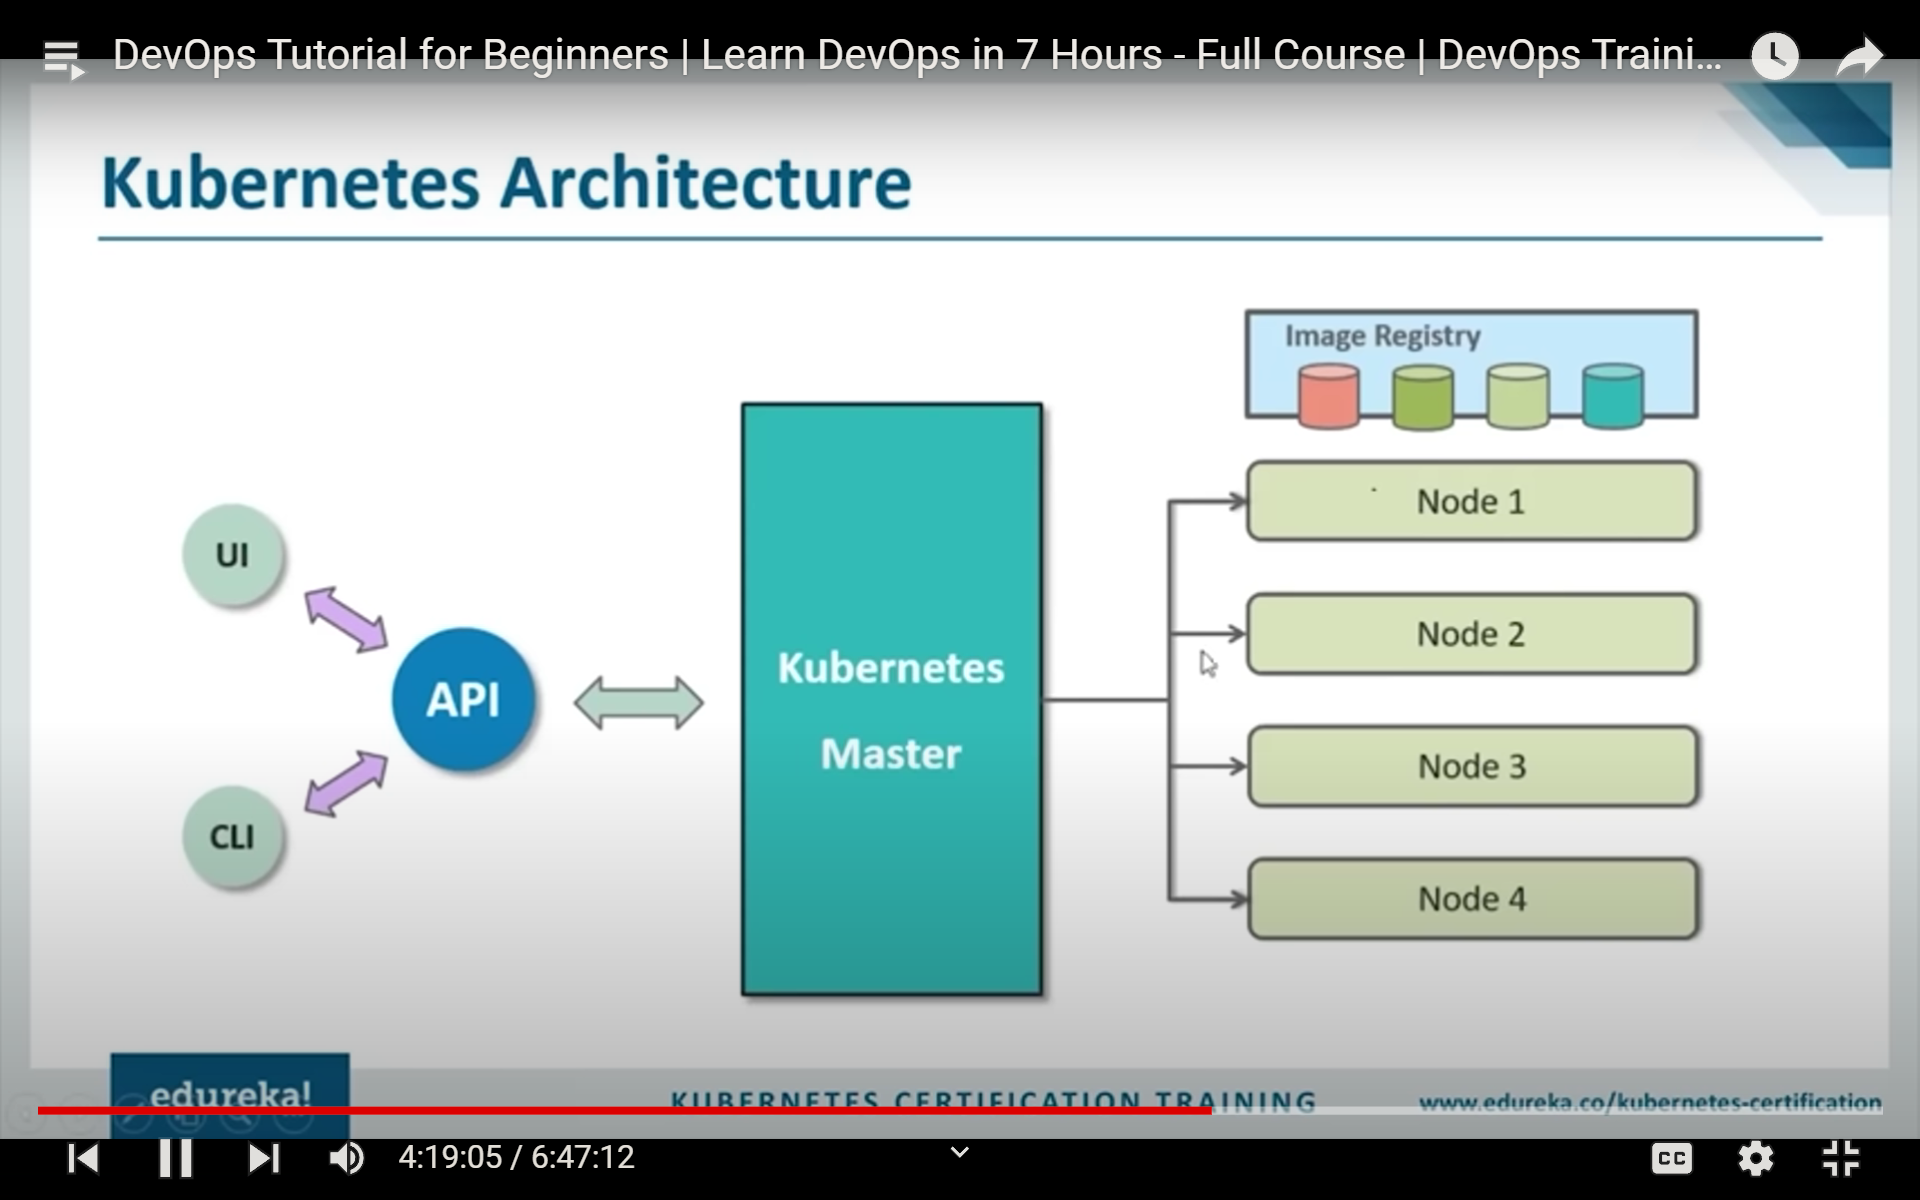 DevOps Tutorial for Beginners | Learn DevOps in 7 Hours - Full Course | DevOps Traini...
Kubernetes Architecture
Image Registry
Node 1
UI
Node 2
API
Kubernetes
Master
Node 3
CLI
Node 4
edureka!
KUBERNETES CERTIFICATION TRAINING
www.edureka.co/kubernetes-certification
4:19:05 / 6:47:12
CC